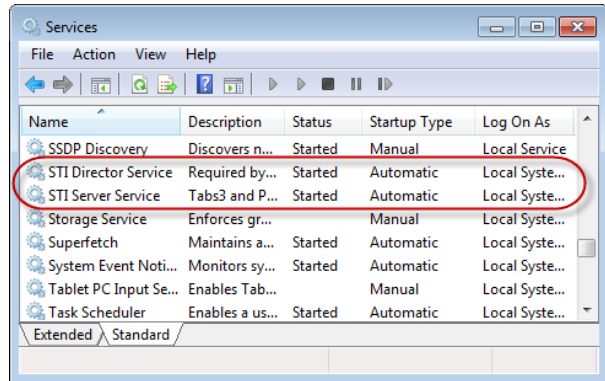 Services
File Action View Help
Name Description Status Startup Type Log On As
SSDP Discovery Discovers n... Started Manual Local Service
STI Director Service Required by... Started Automatic Local Syste...
STI Server Service Tabs3 and P... Started Automatic Local Syste...
Storage Service Enforces gr... Manual Local Syste...
Superfetch Maintains a... Started Automatic Local Syste...
System Event Noti... Monitors sy... Started Automatic Local Syste...
Tablet PC Input Se... Enables Tab... Manual Local Syste...
Task Scheduler Enables a us... Started Automatic Local Syste...
Extended Standard